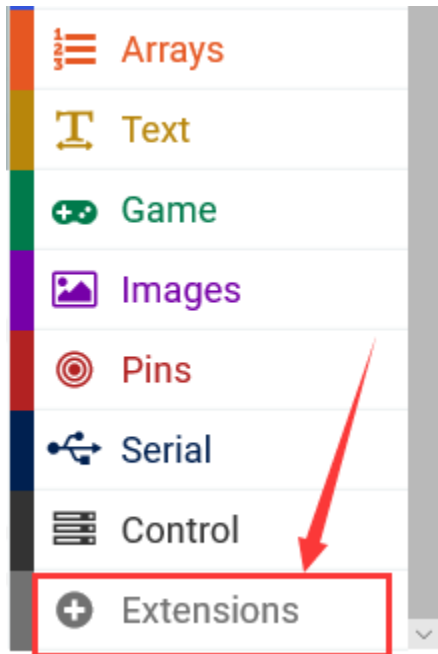 Arrays
Text
Game
Images
Pins
Serial
Control
Extensions